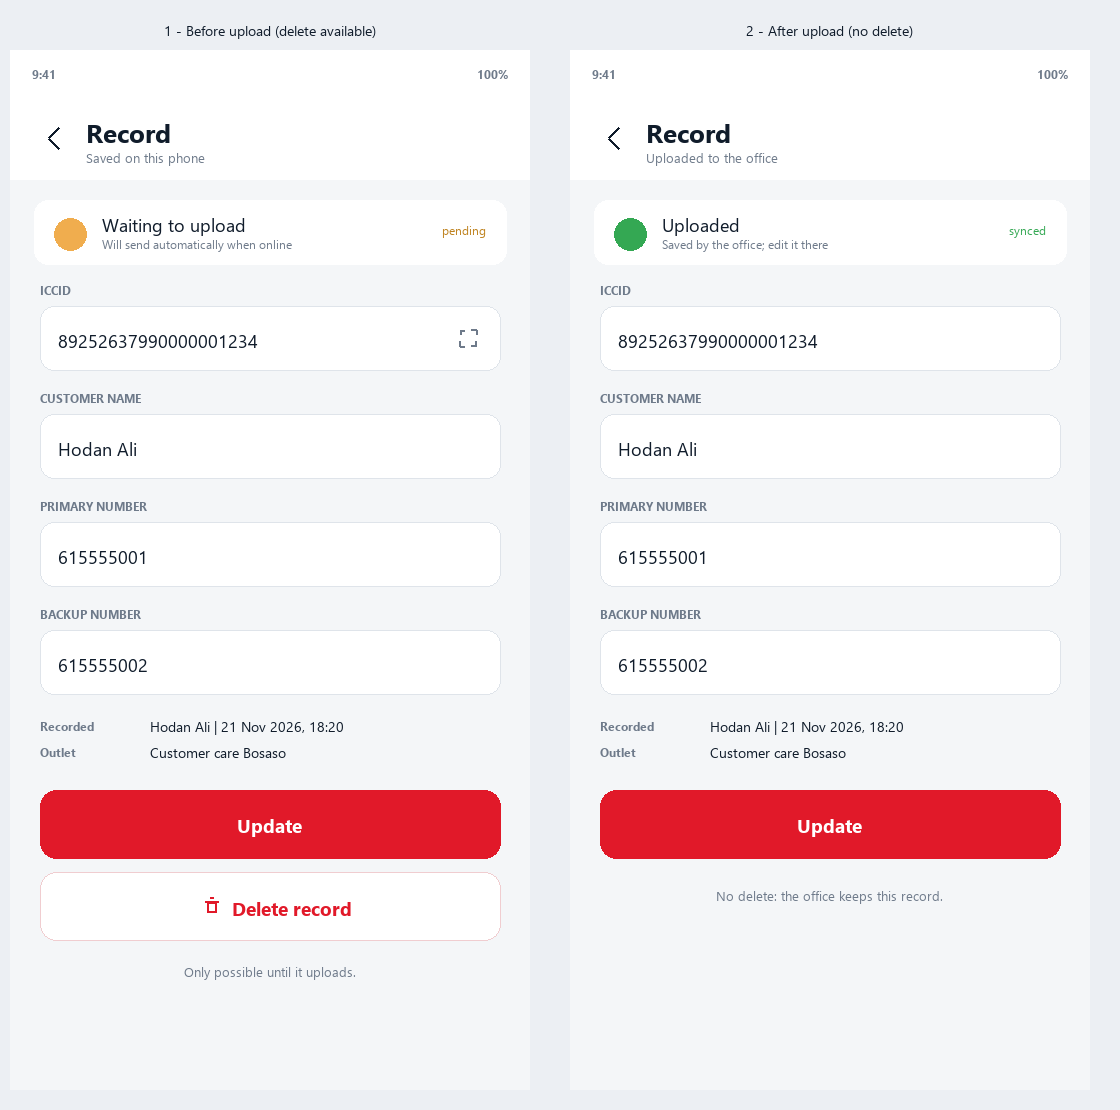 1 - Before upload (delete available)
9:41
100%
Record
Saved on this phone
Waiting to upload
Will send automatically when online
pending
ICCID
89252637990000001234
CUSTOMER NAME
Hodan Ali
PRIMARY NUMBER
615555001
BACKUP NUMBER
615555002
Recorded Hodan Ali | 21 Nov 2026, 18:20
Outlet Customer care Bosaso
Update
Delete record
Only possible until it uploads.
2 - After upload (no delete)
9:41
100%
Record
Uploaded to the office
Uploaded
Saved by the office; edit it there
synced
ICCID
89252637990000001234
CUSTOMER NAME
Hodan Ali
PRIMARY NUMBER
615555001
BACKUP NUMBER
615555002
Recorded Hodan Ali | 21 Nov 2026, 18:20
Outlet Customer care Bosaso
Update
No delete: the office keeps this record.